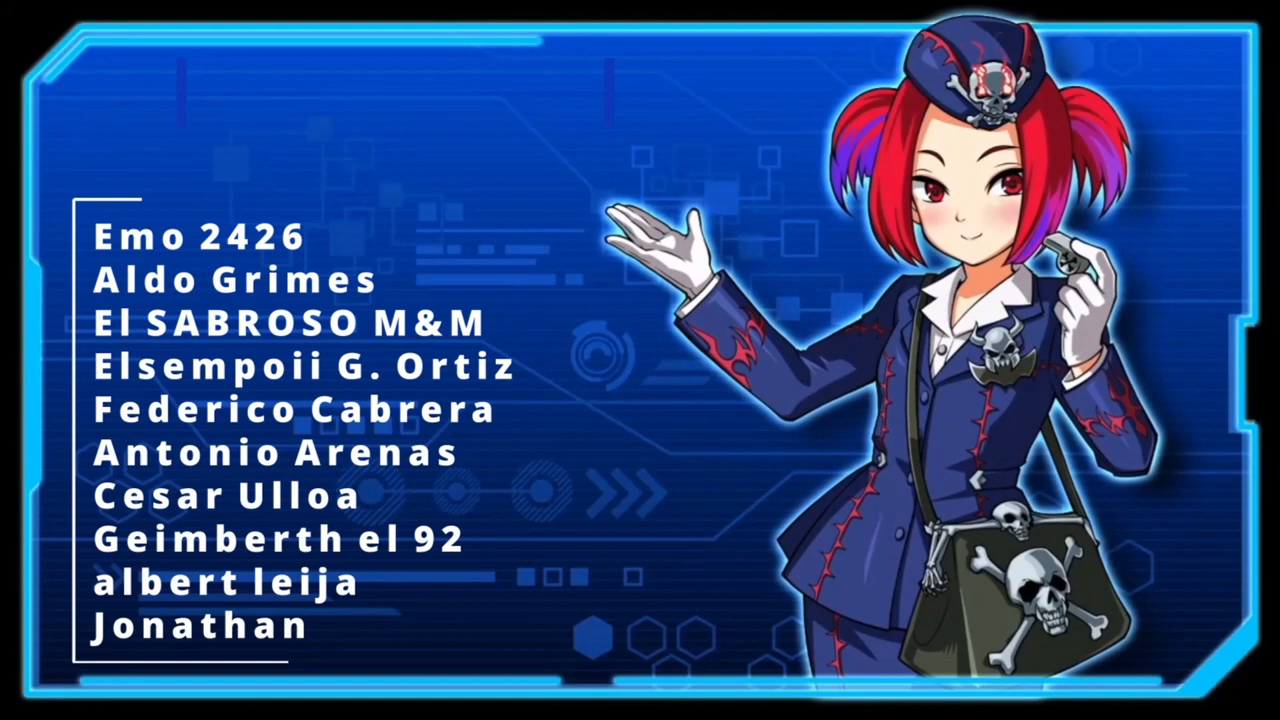 Emo 2426
Aldo Grimes
El SABROSO M&M
Elsempoii G. Ortiz
Federico Cabrera
Antonio Arenas
Cesar Ulloa
Geimberth el 92
albert leija
Jonathan